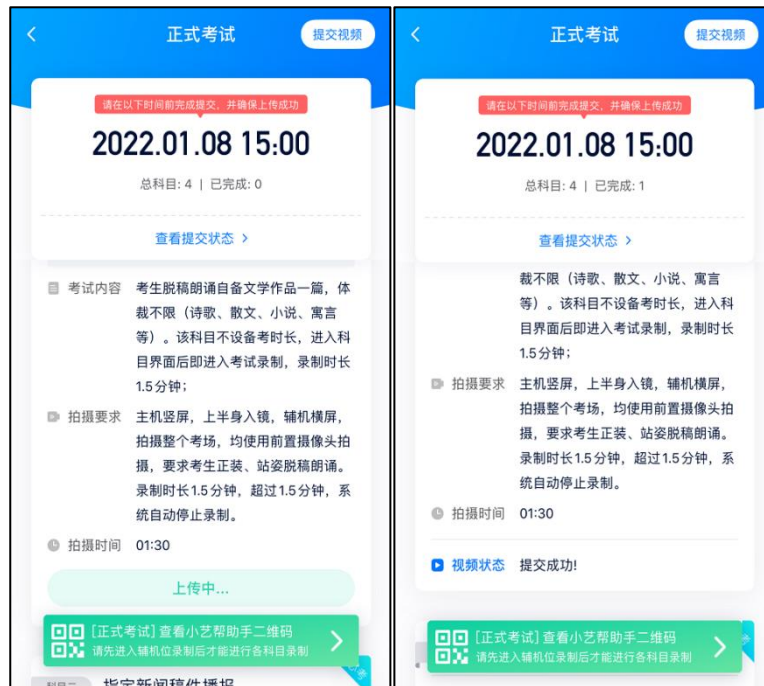 正式考试
提交视频
请在以下时间前完成提交，并确保上传成功
2022.01.08 15:00
总科目: 4 | 已完成: 0
查看提交状态 >
考试内容 考生脱稿朗诵自备文学作品一篇，体
裁不限（诗歌、散文、小说、寓言
等）。该科目不设备考时长，进入科
目界面后即进入考试录制，录制时长
1.5分钟；
拍摄要求 主机竖屏，上半身入镜，辅机横屏，
拍摄整个考场，均使用前置摄像头拍
摄，要求考生正装、站姿脱稿朗诵。
录制时长1.5分钟，超过1.5分钟，系
统自动停止录制。
拍摄时间 01:30
上传中...
[正式考试] 查看小艺帮助手二维码
请先进入辅机位录制后才能进行各科目录制
科目二 指定新闻稿件播报
正式考试
提交视频
请在以下时间前完成提交，并确保上传成功
2022.01.08 15:00
总科目: 4 | 已完成: 1
查看提交状态 >
裁不限（诗歌、散文、小说、寓言
等）。该科目不设备考时长，进入科
目界面后即进入考试录制，录制时长
1.5分钟；
拍摄要求 主机竖屏，上半身入镜，辅机横屏，
拍摄整个考场，均使用前置摄像头拍
摄，要求考生正装、站姿脱稿朗诵。
录制时长1.5分钟，超过1.5分钟，系
统自动停止录制。
拍摄时间 01:30
视频状态 提交成功!
[正式考试] 查看小艺帮助手二维码
请先进入辅机位录制后才能进行各科目录制